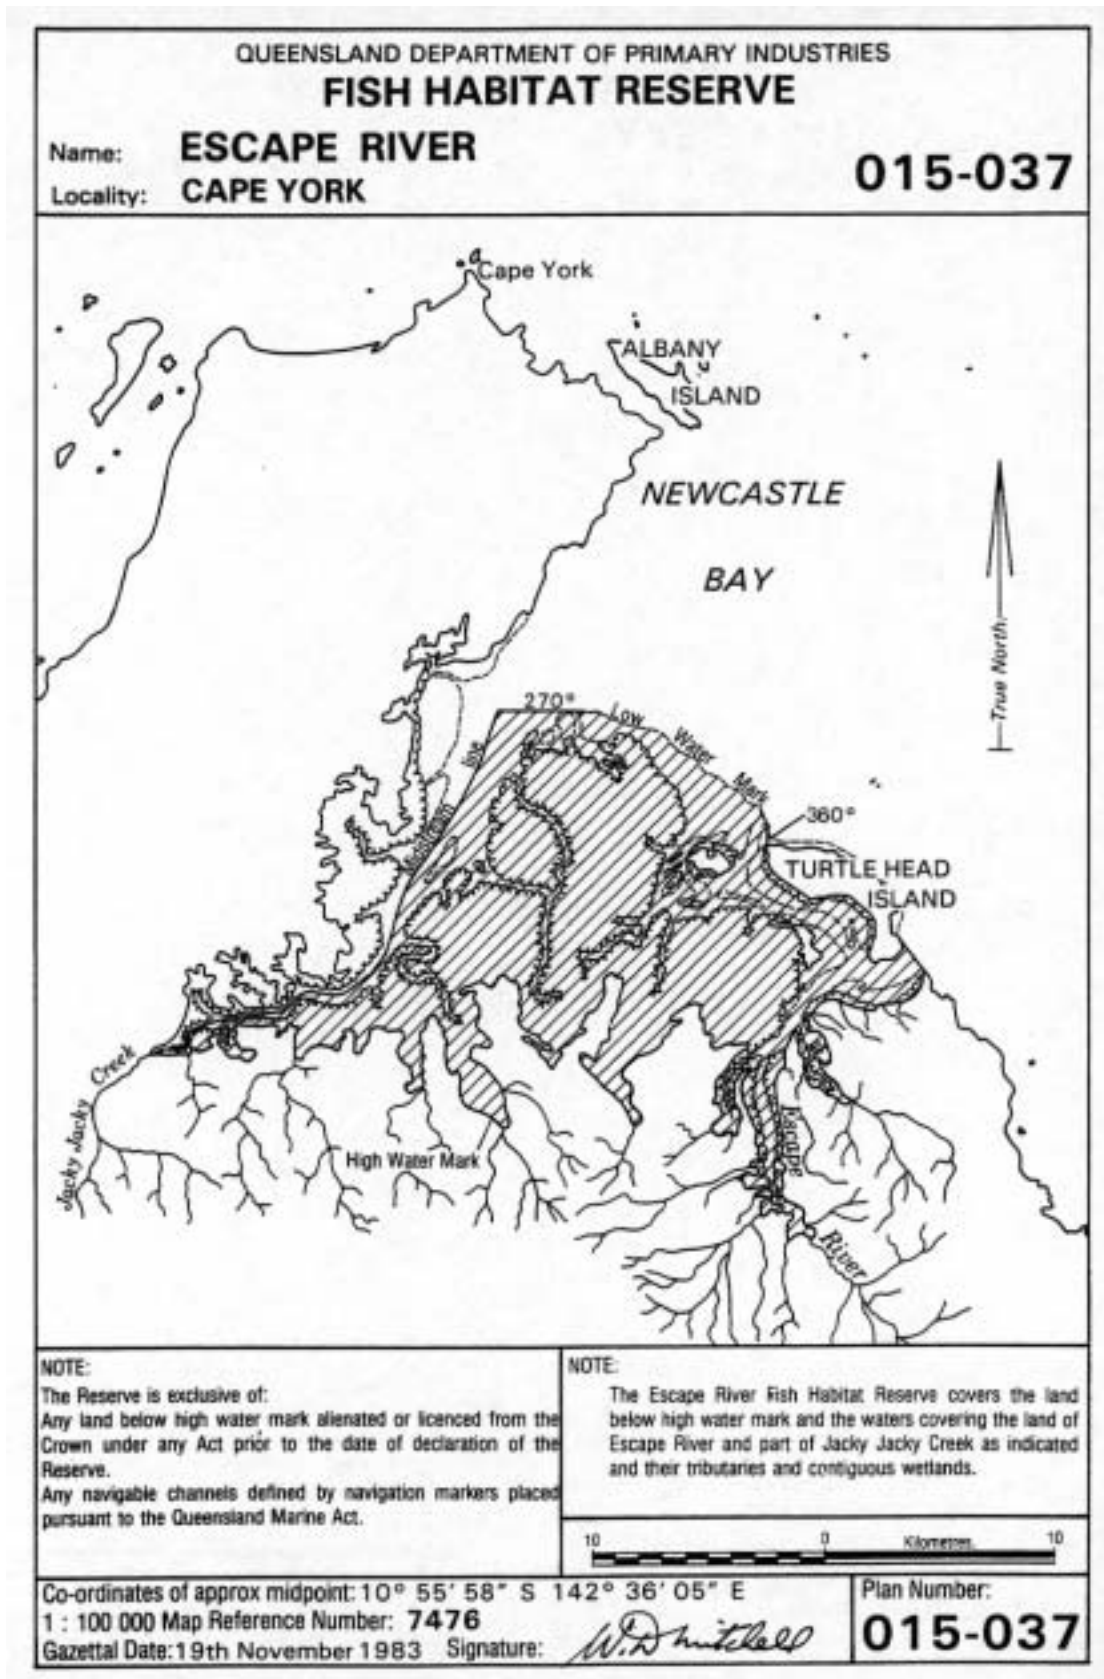 QUEENSLAND DEPARTMENT OF PRIMARY INDUSTRIES
FISH HABITAT RESERVE
Name: ESCAPE RIVER
Locality: CAPE YORK
015-037
Cape York
ALBANY
ISLAND
NEWCASTLE
BAY
True North
270°
Low
Water
Mark
360°
TURTLE HEAD
ISLAND
Jacky Jacky
Creek
High Water Mark
Escape
River
NOTE:
The Reserve is exclusive of:
Any land below high water mark alienated or licenced from the
Crown under any Act prior to the date of declaration of the
Reserve.
Any navigable channels defined by navigation markers placed
pursuant to the Queensland Marine Act.
NOTE:
The Escape River Fish Habitat Reserve covers the land
below high water mark and the waters covering the land of
Escape River and part of Jacky Jacky Creek as indicated
and their tributaries and contiguous wetlands.
10 0 Kilometres. 10
Co-ordinates of approx midpoint: 10° 55' 58" S 142° 36' 05" E
1 : 100 000 Map Reference Number: 7476
Gazettal Date: 19th November 1983 Signature: W. D. Mitchell
Plan Number:
015-037